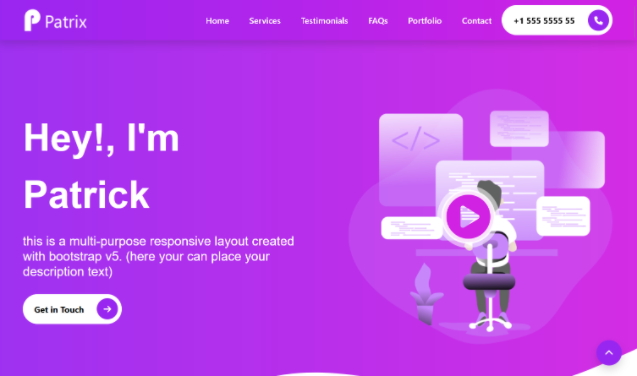 Patrix
Home Services Testimonials FAQs Portfolio Contact +1 555 5555 55
Hey!, I'm
Patrick
this is a multi-purpose responsive layout created
with bootstrap v5. (here your can place your
description text)
Get in Touch